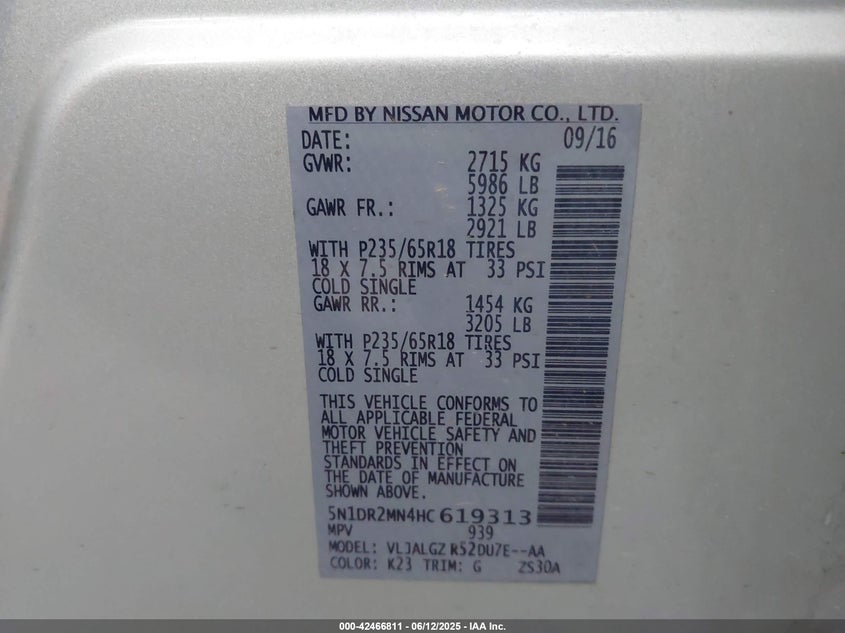 MFD BY NISSAN MOTOR CO., LTD.
DATE: 09/16
GVWR: 2715 KG
5986 LB
GAWR FR.: 1325 KG
2921 LB
WITH P235/65R18 TIRES
18 X 7.5 RIMS AT 33 PSI
COLD SINGLE
GAWR RR.: 1454 KG
3205 LB
WITH P235/65R18 TIRES
18 X 7.5 RIMS AT 33 PSI
COLD SINGLE
THIS VEHICLE CONFORMS TO
ALL APPLICABLE FEDERAL
MOTOR VEHICLE SAFETY AND
THEFT PREVENTION
STANDARDS IN EFFECT ON
THE DATE OF MANUFACTURE
SHOWN ABOVE.
5N1DR2MN4HC619313
MPV 939
MODEL: VLJALGZ R52DU7E--AA
COLOR: K23 TRIM: G ZS30A
000-42466811 - 06/12/2025 - IAA Inc.